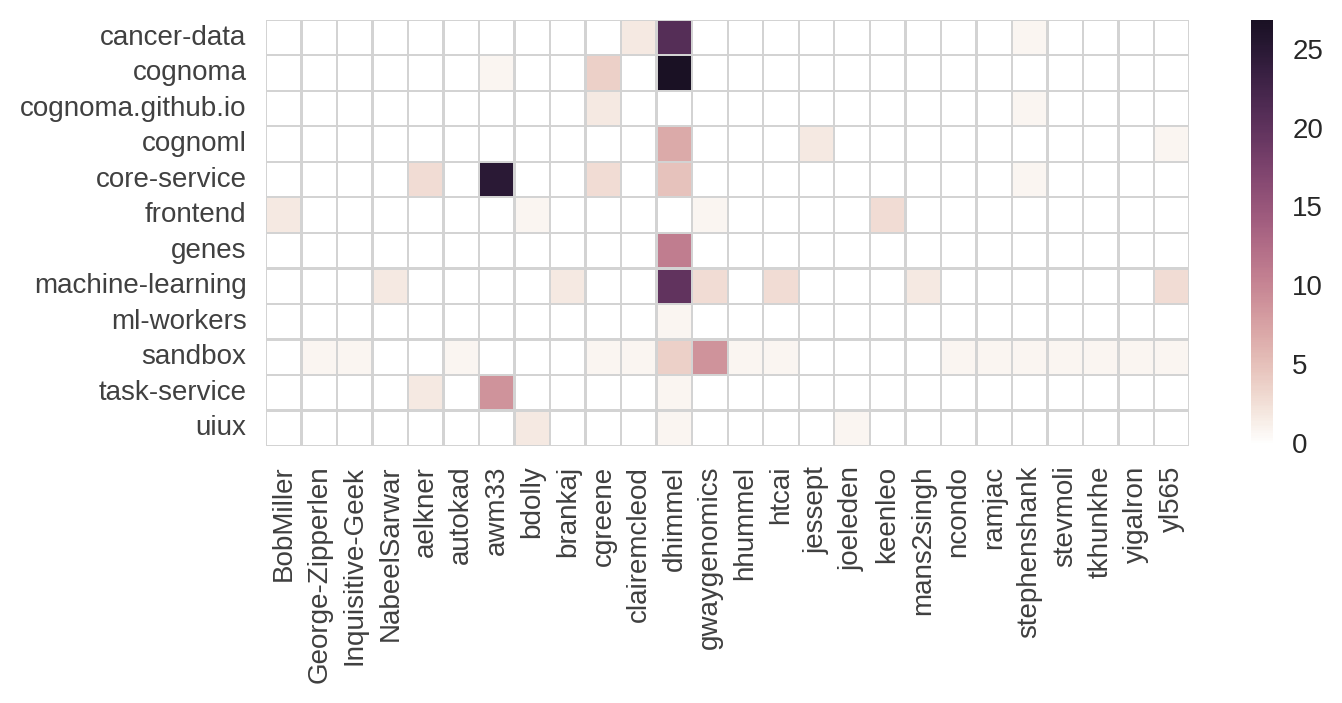 cancer-data
cognoma
cognoma.github.io
cognoml
core-service
frontend
genes
machine-learning
ml-workers
sandbox
task-service
uiux
25
20
15
10
5
0
BobMiller
George-Zipperlen
Inquisitive-Geek
NabeelSarwar
aelkner
autokad
awm33
bdolly
brankaj
cgreene
clairemcleod
dhimmel
gwaygenomics
hhummel
htcai
jessept
joeleden
keenleo
mans2singh
ncondo
ramjac
stephenshank
stevmoli
tkhunkhe
yigalron
yl565